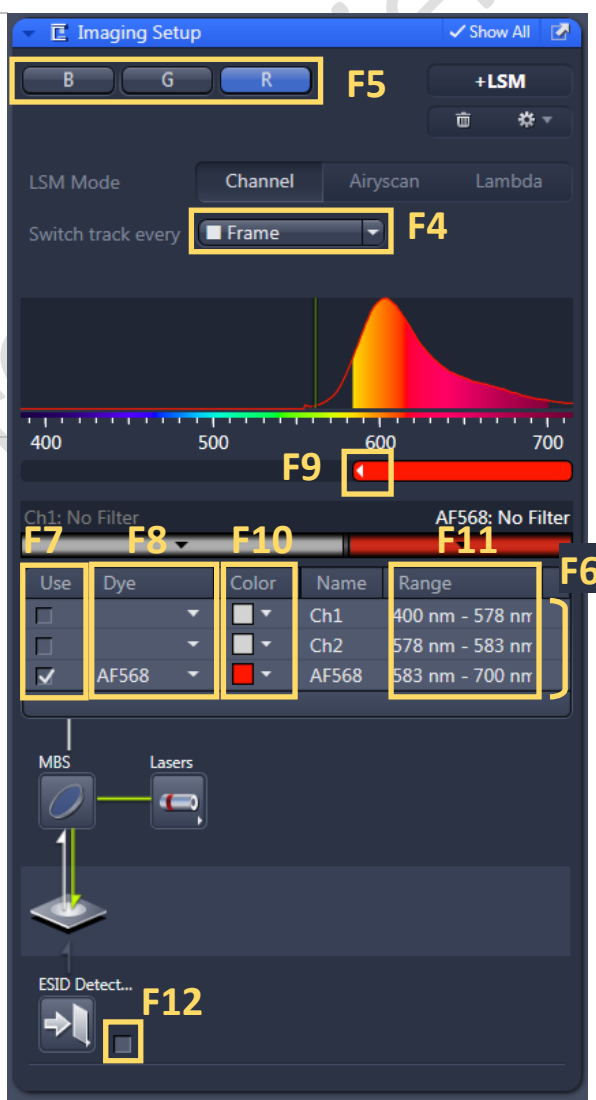 Imaging Setup Show All
B G R F5 +LSM
LSM Mode Channel Airyscan Lambda
Switch track every Frame F4
400 500 600 700
F9
Ch1: No Filter AF568: No Filter
F7 F8 F10 F11
F6
Use Dye Color Name Range
Ch1 400 nm - 578 nm
Ch2 578 nm - 583 nm
AF568 AF568 583 nm - 700 nm
MBS Lasers
ESID Detect...
F12